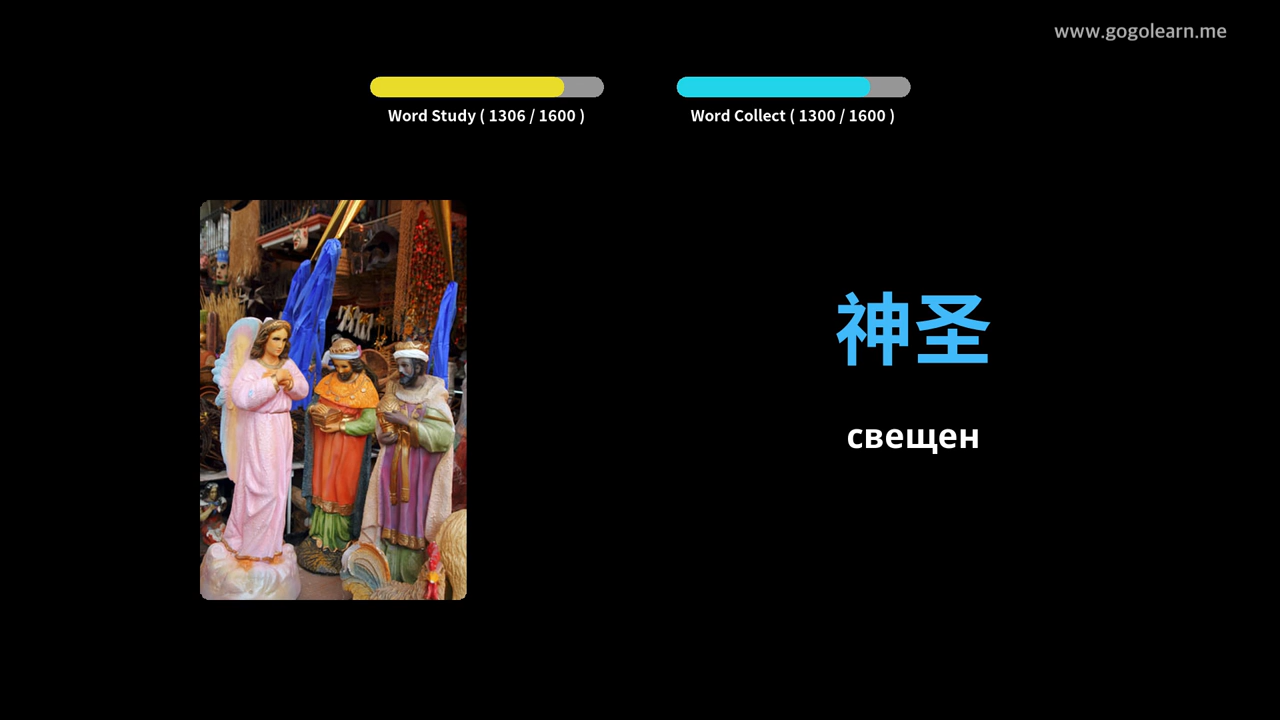 www.gogolearn.me
Word Study ( 1306 / 1600 )
Word Collect ( 1300 / 1600 )
神圣
свещен